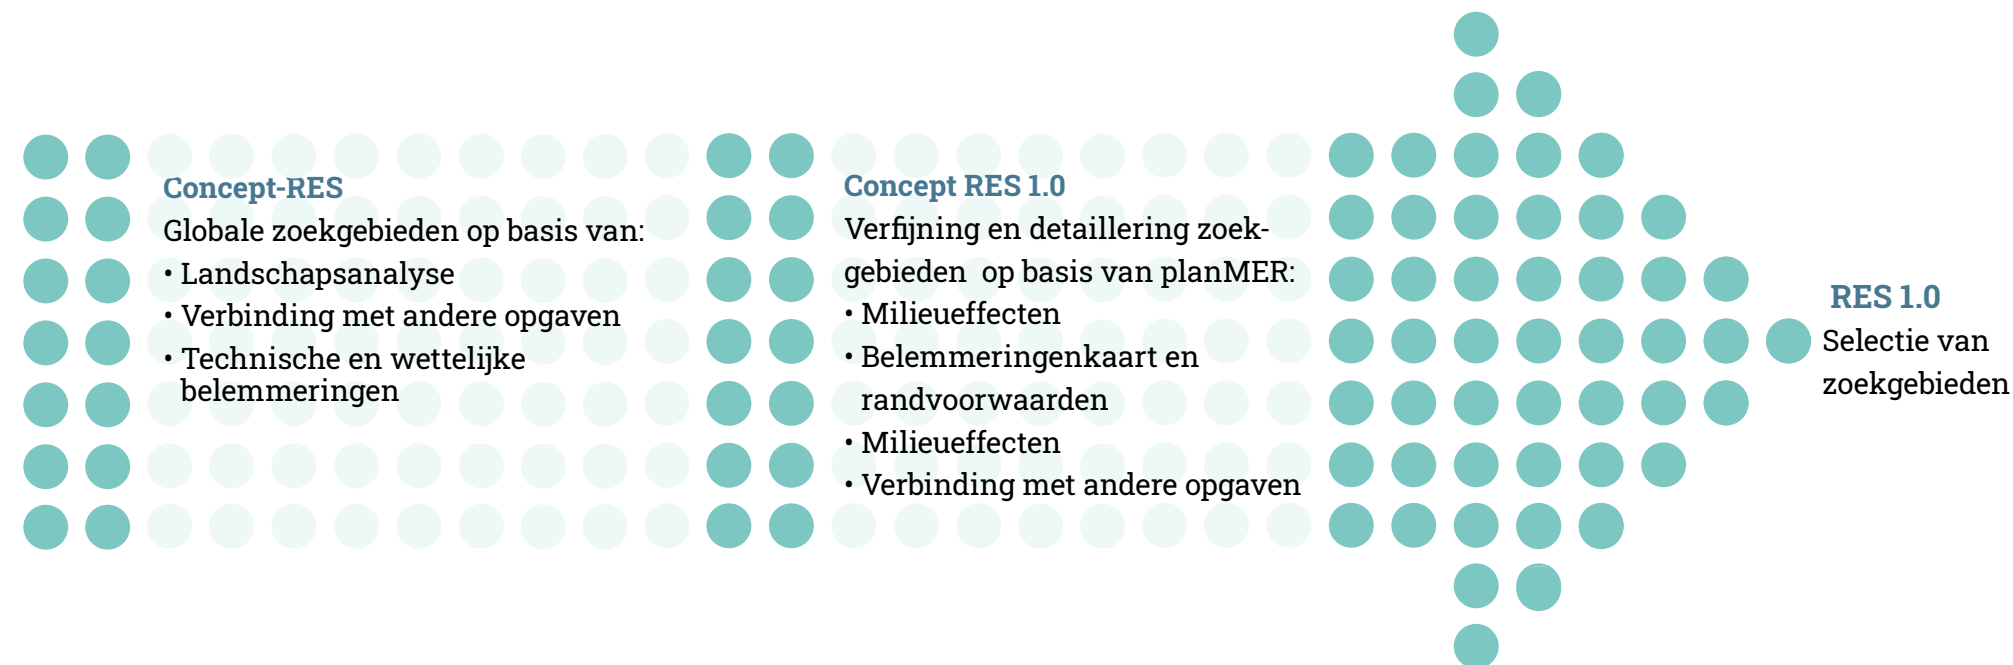 Concept-RES
Globale zoekgebieden op basis van:
• Landschapsanalyse
• Verbinding met andere opgaven
• Technische en wettelijke
belemmeringen
Concept RES 1.0
Verfijning en detaillering zoek-
gebieden op basis van planMER:
• Milieueffecten
• Belemmeringenkaart en
randvoorwaarden
• Milieueffecten
• Verbinding met andere opgaven
RES 1.0
Selectie van
zoekgebieden